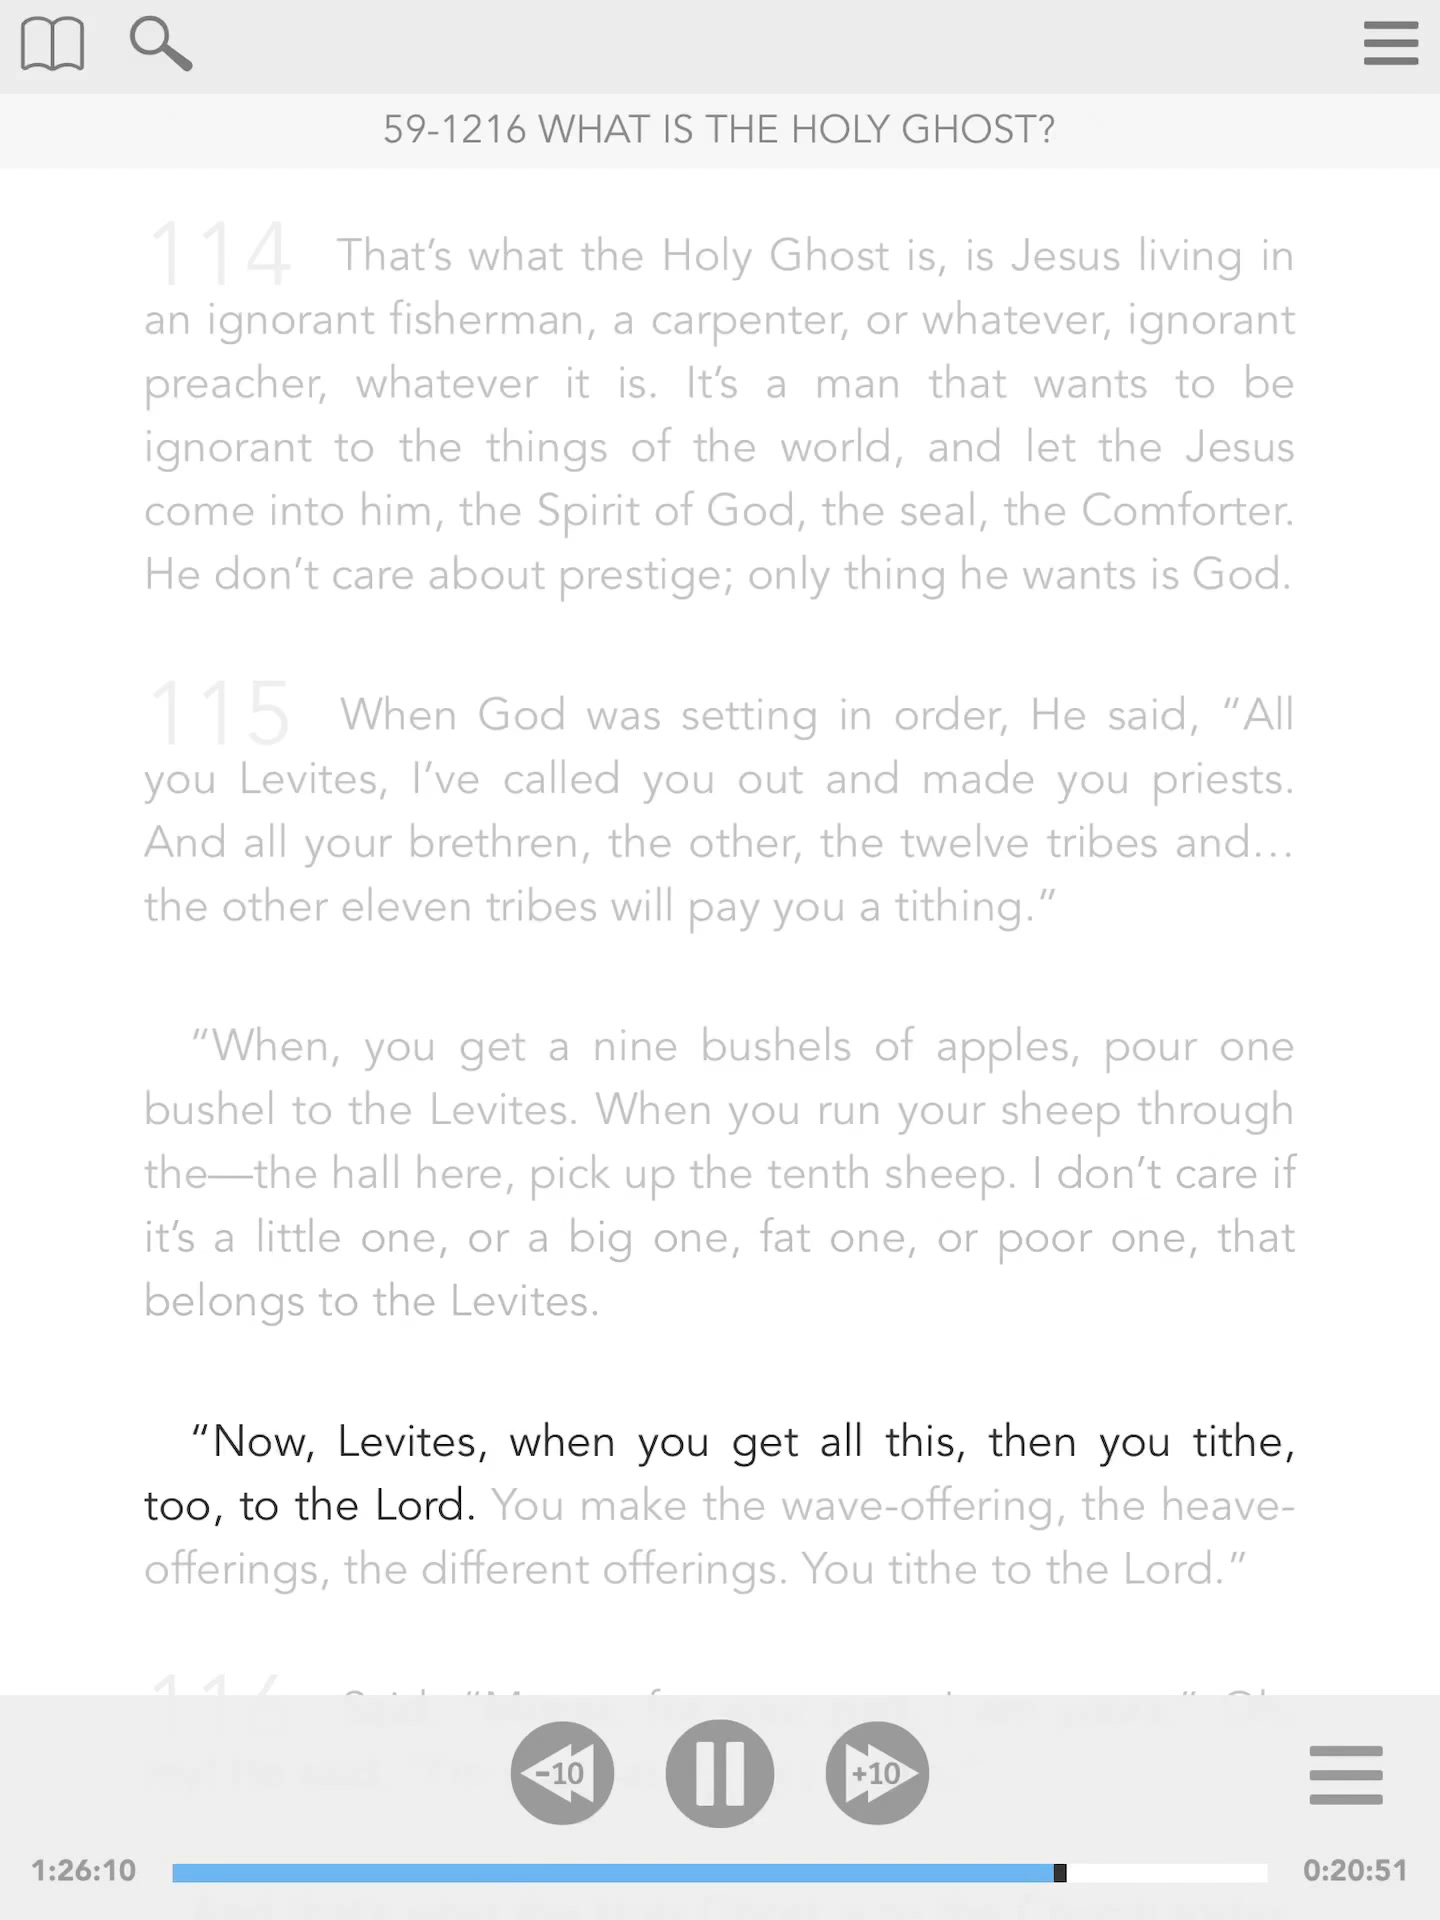 59-1216 WHAT IS THE HOLY GHOST?
114 That’s what the Holy Ghost is, is Jesus living in
an ignorant fisherman, a carpenter, or whatever, ignorant
preacher, whatever it is. It’s a man that wants to be
ignorant to the things of the world, and let the Jesus
come into him, the Spirit of God, the seal, the Comforter.
He don’t care about prestige; only thing he wants is God.
115 When God was setting in order, He said, “All
you Levites, I’ve called you out and made you priests.
And all your brethren, the other, the twelve tribes and…
the other eleven tribes will pay you a tithing.”
“When, you get a nine bushels of apples, pour one
bushel to the Levites. When you run your sheep through
the—the hall here, pick up the tenth sheep. I don’t care if
it’s a little one, or a big one, fat one, or poor one, that
belongs to the Levites.
“Now, Levites, when you get all this, then you tithe,
too, to the Lord. You make the wave-offering, the heave-
offerings, the different offerings. You tithe to the Lord.”
116 Said,
-10 +10
1:26:10 0:20:51